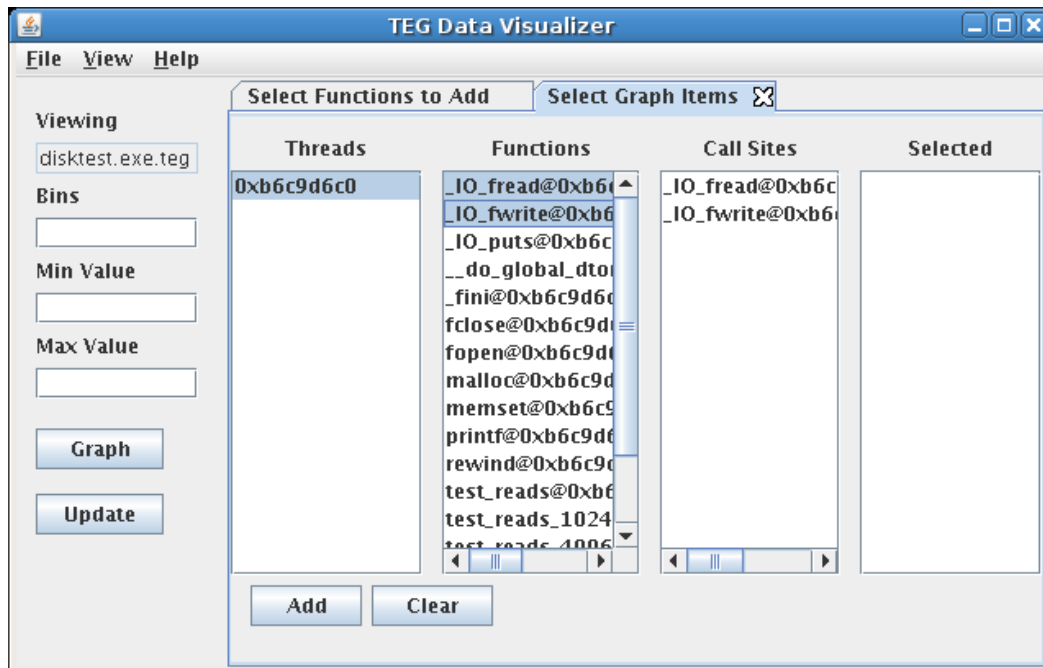 TEG Data Visualizer
File View Help
Select Functions to Add
Select Graph Items
Viewing
disktest.exe.teg
Bins
Min Value
Max Value
Graph
Update
Threads
0xb6c9d6c0
Functions
_IO_fread@0xb6
_IO_fwrite@0xb6
_IO_puts@0xb6c
__do_global_dto
_fini@0xb6c9d6
fclose@0xb6c9d
fopen@0xb6c9d
malloc@0xb6c9d
memset@0xb6c9
printf@0xb6c9d6
rewind@0xb6c9
test_reads@0xb6
test_reads_1024
test_reads_4096
Call Sites
_IO_fread@0xb6c
_IO_fwrite@0xb6
Selected
Add
Clear